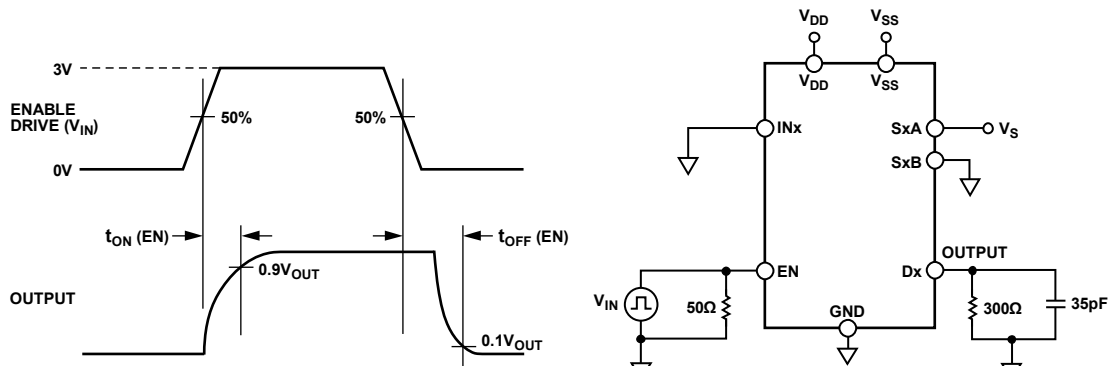 3V
ENABLE
DRIVE (VIN)
50%
50%
0V
tON (EN)
tOFF (EN)
0.9VOUT
OUTPUT
0.1VOUT
VDD
VSS
VDD
VSS
INx
SxA
VS
SxB
OUTPUT
EN
Dx
VIN
50Ω
GND
300Ω
35pF